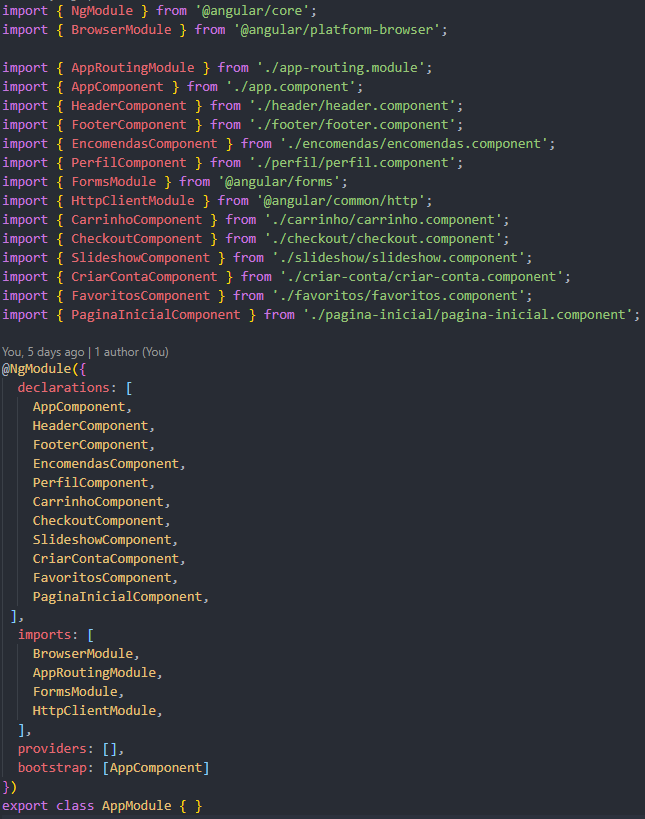 import { NgModule } from '@angular/core';
import { BrowserModule } from '@angular/platform-browser';
import { AppRoutingModule } from './app-routing.module';
import { AppComponent } from './app.component';
import { HeaderComponent } from './header/header.component';
import { FooterComponent } from './footer/footer.component';
import { EncomendasComponent } from './encomendas/encomendas.component';
import { PerfilComponent } from './perfil/perfil.component';
import { FormsModule } from '@angular/forms';
import { HttpClientModule } from '@angular/common/http';
import { CarrinhoComponent } from './carrinho/carrinho.component';
import { CheckoutComponent } from './checkout/checkout.component';
import { SlideshowComponent } from './slideshow/slideshow.component';
import { CriarContaComponent } from './criar-conta/criar-conta.component';
import { FavoritosComponent } from './favoritos/favoritos.component';
import { PaginaInicialComponent } from './pagina-inicial/pagina-inicial.component';
You, 5 days ago | 1 author (You)
@NgModule({
  declarations: [
    AppComponent,
    HeaderComponent,
    FooterComponent,
    EncomendasComponent,
    PerfilComponent,
    CarrinhoComponent,
    CheckoutComponent,
    SlideshowComponent,
    CriarContaComponent,
    FavoritosComponent,
    PaginaInicialComponent,
 ],
  imports: [
    BrowserModule,
    AppRoutingModule,
    FormsModule,
    HttpClientModule,
  ],
  providers: [],
  bootstrap: [AppComponent]
})
export class AppModule { }